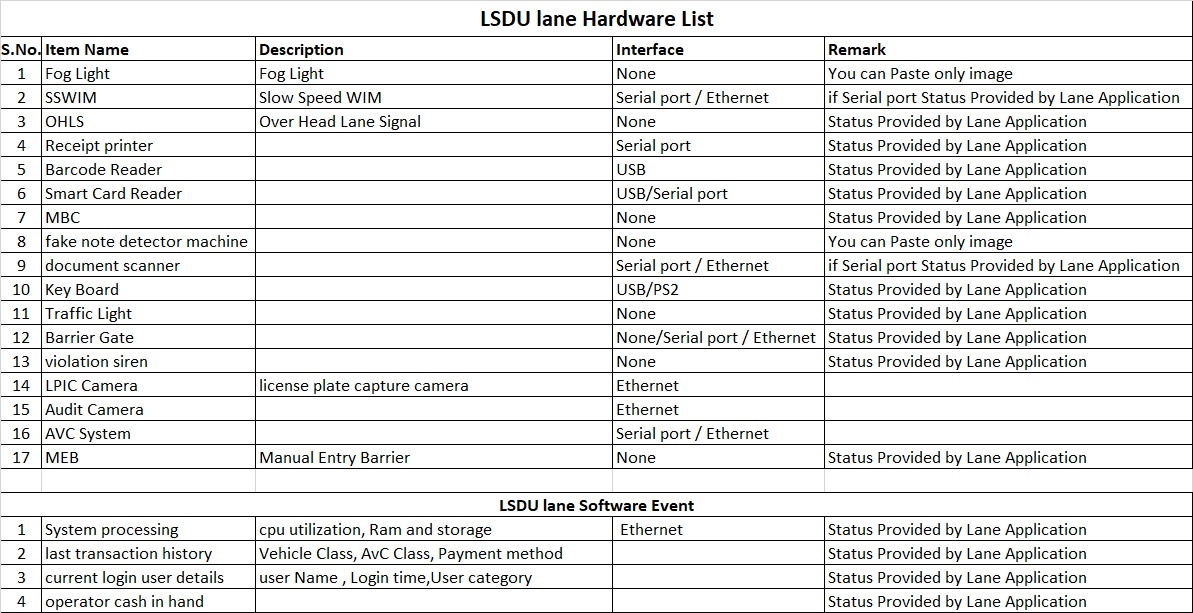 LSDU lane Hardware List
S.No. Item Name Description Interface Remark
1 Fog Light Fog Light None You can Paste only image
2 SSWIM Slow Speed WIM Serial port / Ethernet if Serial port Status Provided by Lane Application
3 OHLS Over Head Lane Signal None Status Provided by Lane Application
4 Receipt printer Serial port Status Provided by Lane Application
5 Barcode Reader USB Status Provided by Lane Application
6 Smart Card Reader USB/Serial port Status Provided by Lane Application
7 MBC None Status Provided by Lane Application
8 fake note detector machine None You can Paste only image
9 document scanner Serial port / Ethernet if Serial port Status Provided by Lane Application
10 Key Board USB/PS2 Status Provided by Lane Application
11 Traffic Light None Status Provided by Lane Application
12 Barrier Gate None/Serial port / Ethernet Status Provided by Lane Application
13 violation siren None Status Provided by Lane Application
14 LPIC Camera license plate capture camera Ethernet
15 Audit Camera Ethernet
16 AVC System Serial port / Ethernet
17 MEB Manual Entry Barrier None Status Provided by Lane Application
LSDU lane Software Event
1 System processing cpu utilization, Ram and storage Ethernet Status Provided by Lane Application
2 last transaction history Vehicle Class, AvC Class, Payment method Status Provided by Lane Application
3 current login user details user Name , Login time,User category Status Provided by Lane Application
4 operator cash in hand Status Provided by Lane Application